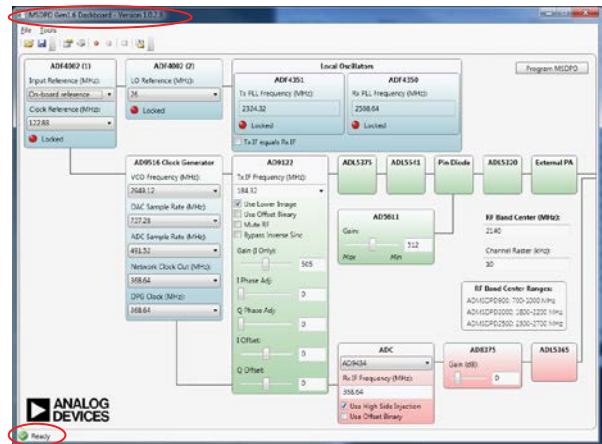 MSDPD Gen1.6 Dashboard - Version 1.0.2.8
File Tools
ADF4002 (1)
Input Reference (MHz):
On-board reference
Clock Reference (MHz):
122.88
Locked
ADF4002 (2)
LO Reference (MHz):
26
Locked
Local Oscillators
ADF4351
Tx PLL Frequency (MHz):
2324.32
Locked
Tx IF equals Rx IF
ADF4350
Rx PLL Frequency (MHz):
2508.64
Locked
Program MSDPD
AD9516 Clock Generator
VCO Frequency (MHz):
2949.12
DAC Sample Rate (MHz):
737.28
ADC Sample Rate (MHz):
491.52
Network Clock Out (MHz):
368.64
DPG Clock (MHz):
368.64
AD9122
Tx IF Frequency (MHz):
184.32
Use Lower Image
Use Offset Binary
Mute RF
Bypass Inverse Sinc
Gain (I Only):
505
I Phase Adj:
0
Q Phase Adj:
0
I Offset:
0
Q Offset:
0
ADL5375
ADL5541
Pin Diode
ADL5320
External PA
AD5611
Gain:
512
Max Min
RF Band Center (MHz):
2140
Channel Raster (kHz):
30
RF Band Center Ranges:
ADMSDPD900: 700-1000 MHz
ADMSDPD2000: 1800-2200 MHz
ADMSDPD2500: 2300-2700 MHz
ADC
AD9434
Rx IF Frequency (MHz):
368.64
Use High Side Injection
Use Offset Binary
AD8375
Gain (dB):
0
ADL5365
ANALOG
DEVICES
Ready